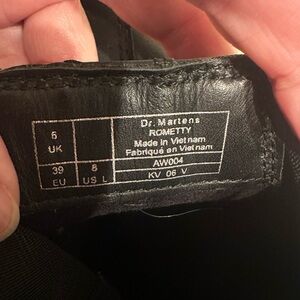 6
UK
39
EU
8
US L
Dr. Martens
ROMETTY
Made in Vietnam
Fabriqué en Vietnam
AW004
KV 06 V